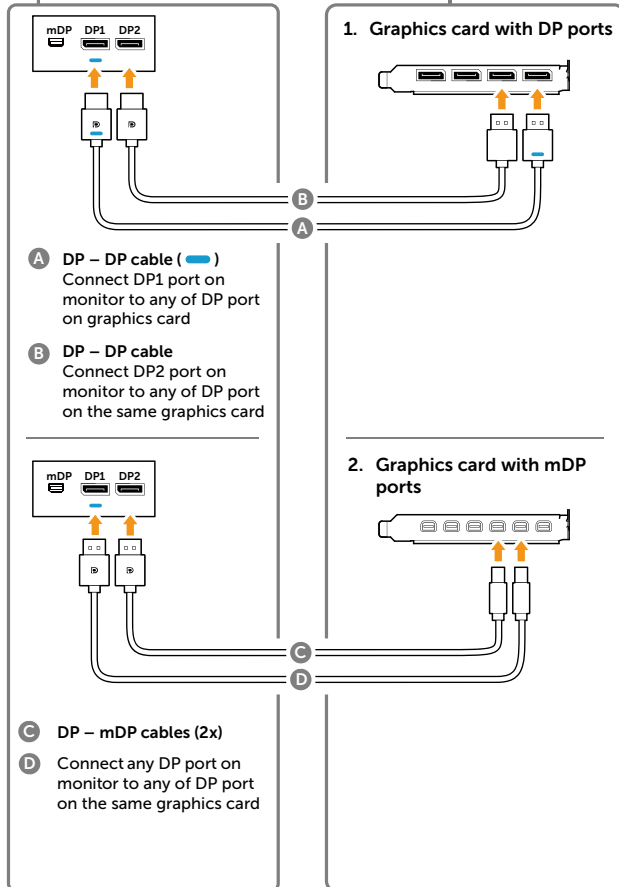 mDP DP1 DP2
1. Graphics card with DP ports
B
A
A DP – DP cable ( )
Connect DP1 port on
monitor to any of DP port
on graphics card
B DP – DP cable
Connect DP2 port on
monitor to any of DP port
on the same graphics card
mDP DP1 DP2
2. Graphics card with mDP
ports
C
D
C DP – mDP cables (2x)
D Connect any DP port on
monitor to any of DP port
on the same graphics card